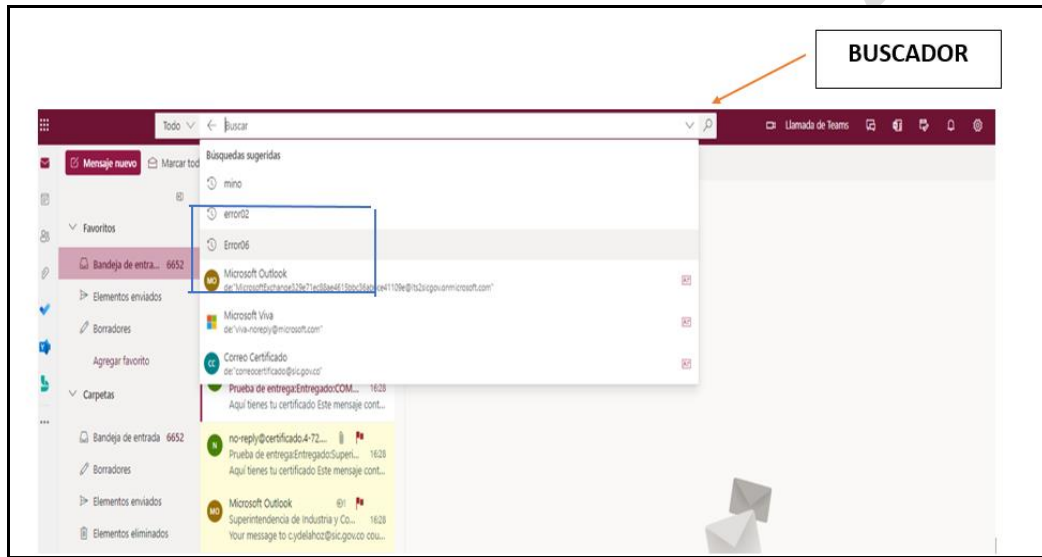 BUSCADOR
Todo
Buscar
Llamada de Teams
Mensaje nuevo
Marcar tod
Búsquedas sugeridas
mino
error02
Error06
Microsoft Outlook
Microsoft Viva
de:"viva-noreply@microsoft.com"
Correo Certificado
de:"correocertificado@sic.gov.co"
Favoritos
Bandeja de entra... 6652
Elementos enviados
Borradores
Agregar favorito
Carpetas
Bandeja de entrada 6652
Borradores
Elementos enviados
Elementos eliminados
Prueba de entrega:Entregado:COM... 16:28
Aquí tienes tu certificado Este mensaje cont...
no-reply@certificado.4-72....
Prueba de entrega:Entregado:Superi... 16:28
Aquí tienes tu certificado Este mensaje cont...
Microsoft Outlook
Superintendencia de Industria y Co... 16:28
Your message to c.ydelahoz@sic.gov.co cou...